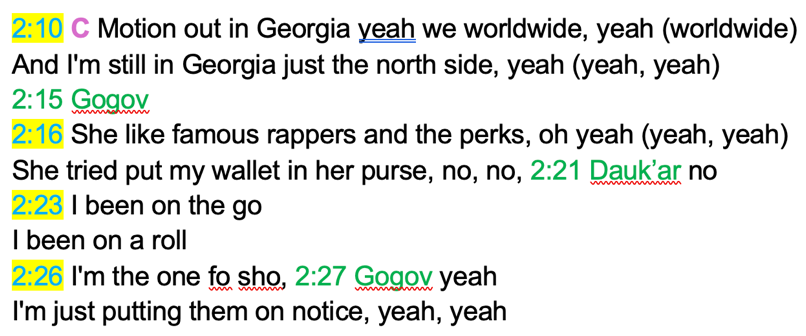 2:10 C Motion out in Georgia yeah we worldwide, yeah (worldwide)
And I'm still in Georgia just the north side, yeah (yeah, yeah)
2:15 Gogov
2:16 She like famous rappers and the perks, oh yeah (yeah, yeah)
She tried put my wallet in her purse, no, no, 2:21 Dauk’ar no
2:23 I been on the go
I been on a roll
2:26 I'm the one fo sho, 2:27 Gogov yeah
I'm just putting them on notice, yeah, yeah